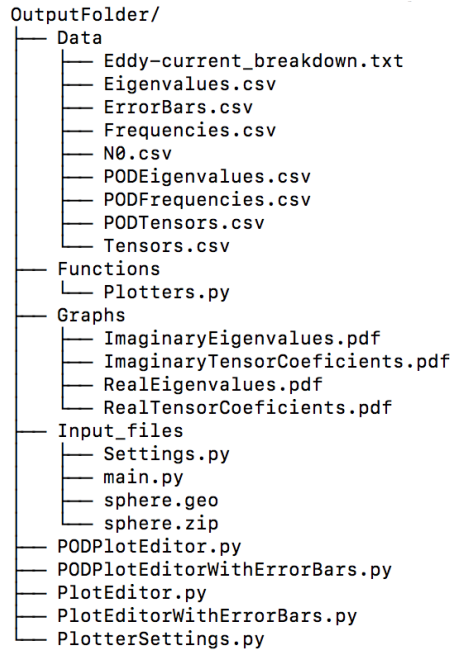 OutputFolder/
├── Data
│   ├── Eddy-current_breakdown.txt
│   ├── Eigenvalues.csv
│   ├── ErrorBars.csv
│   ├── Frequencies.csv
│   ├── N0.csv
│   ├── PODEigenvalues.csv
│   ├── PODFrequencies.csv
│   ├── PODTensors.csv
│   └── Tensors.csv
├── Functions
│   └── Plotters.py
├── Graphs
│   ├── ImaginaryEigenvalues.pdf
│   ├── ImaginaryTensorCoeficients.pdf
│   ├── RealEigenvalues.pdf
│   └── RealTensorCoeficients.pdf
├── Input_files
│   ├── Settings.py
│   ├── main.py
│   ├── sphere.geo
│   └── sphere.zip
├── PODPlotEditor.py
├── PODPlotEditorWithErrorBars.py
├── PlotEditor.py
├── PlotEditorWithErrorBars.py
└── PlotterSettings.py